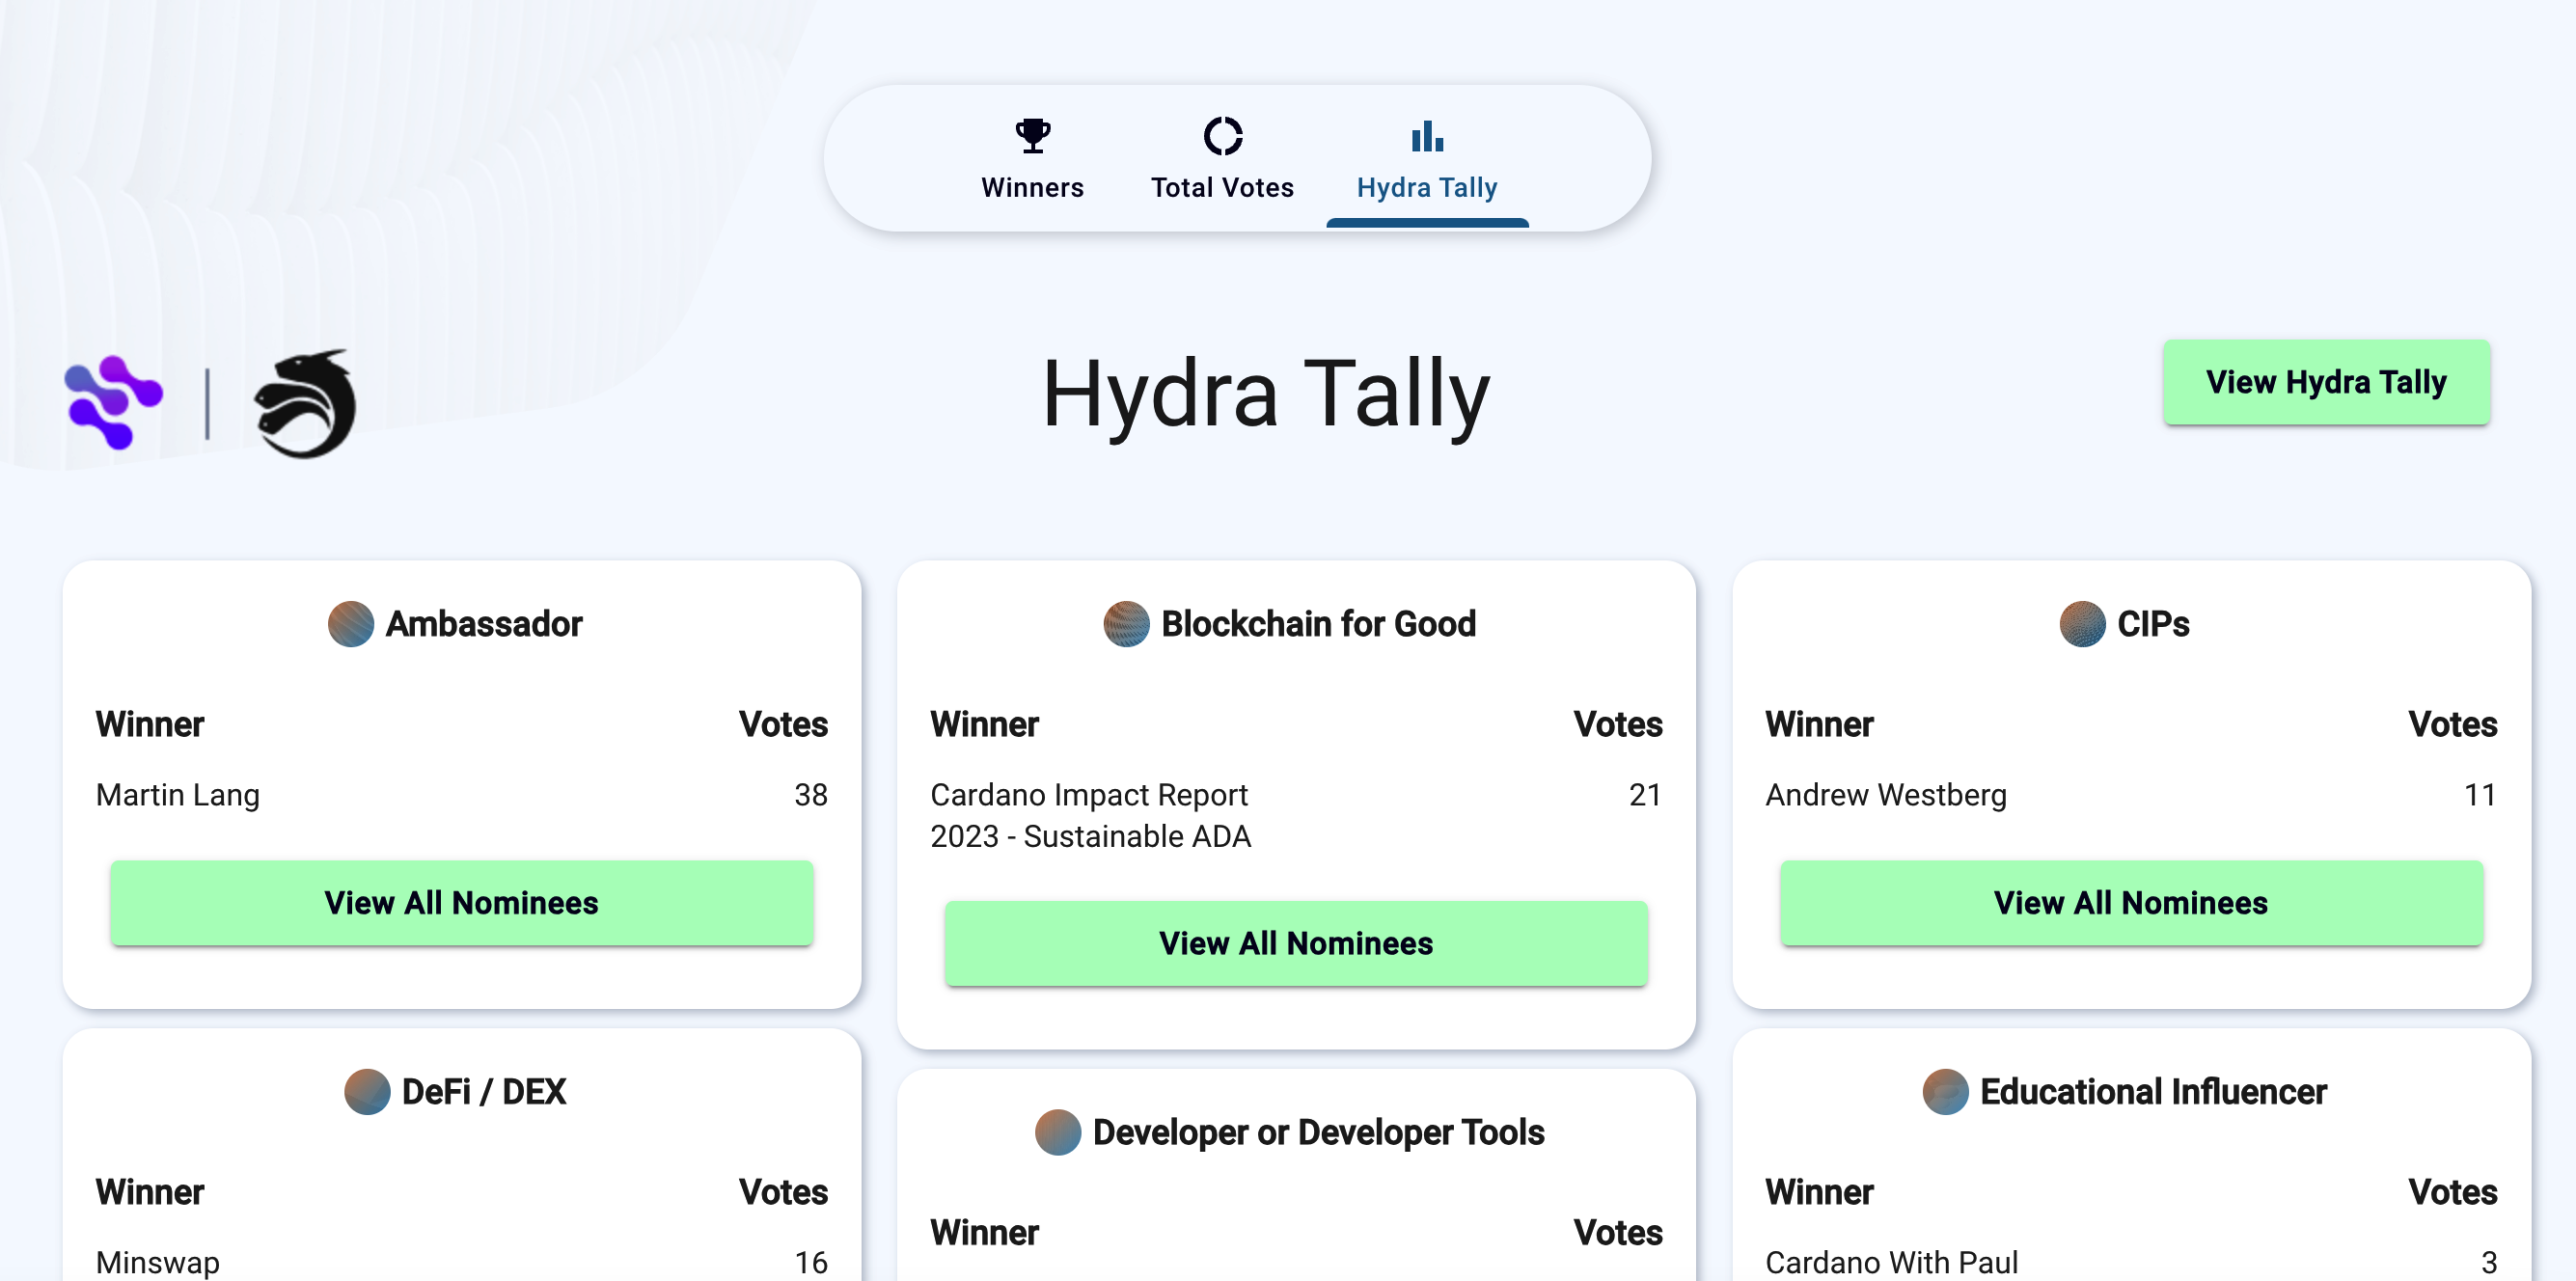 Winners
Total Votes
Hydra Tally
Hydra Tally
View Hydra Tally
Ambassador
Winner Votes
Martin Lang 38
View All Nominees
Blockchain for Good
Winner Votes
Cardano Impact Report 21
2023 - Sustainable ADA
View All Nominees
CIPs
Winner Votes
Andrew Westberg 11
View All Nominees
DeFi / DEX
Winner Votes
Minswap 16
Developer or Developer Tools
Winner Votes
Educational Influencer
Winner Votes
Cardano With Paul 3